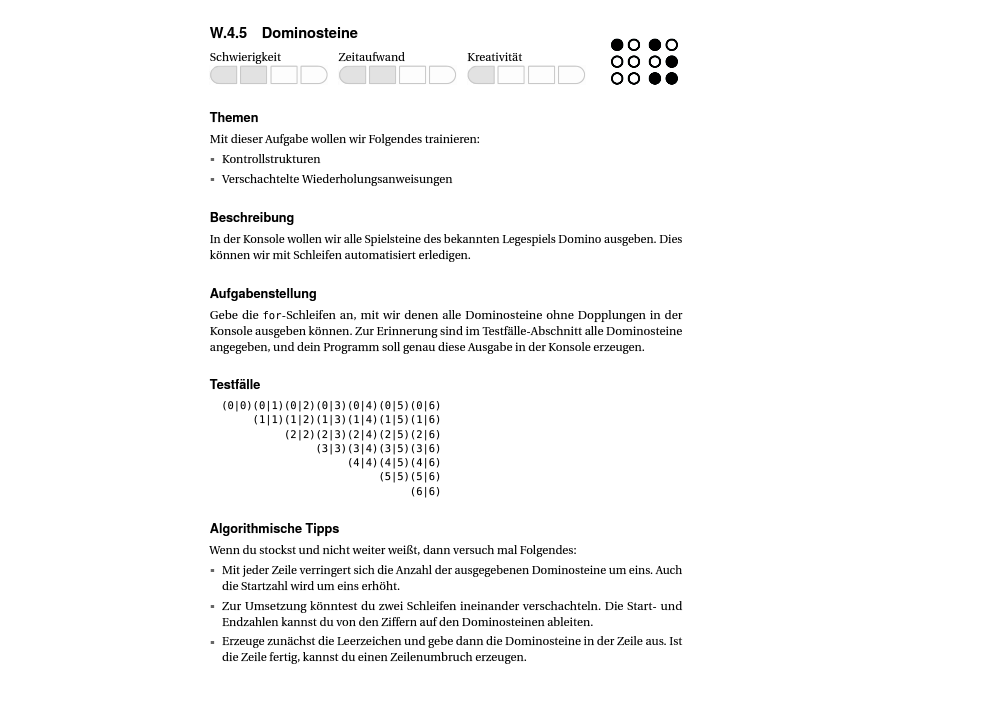 W.4.5 Dominosteine
Schwierigkeit Zeitaufwand Kreativität
Themen
Mit dieser Aufgabe wollen wir Folgendes trainieren:
▪ Kontrollstrukturen
▪ Verschachtelte Wiederholungsanweisungen
Beschreibung
In der Konsole wollen wir alle Spielsteine des bekannten Legespiels Domino ausgeben. Dies
können wir mit Schleifen automatisiert erledigen.
Aufgabenstellung
Gebe die for-Schleifen an, mit wir denen alle Dominosteine ohne Dopplungen in der
Konsole ausgeben können. Zur Erinnerung sind im Testfälle-Abschnitt alle Dominosteine
angegeben, und dein Programm soll genau diese Ausgabe in der Konsole erzeugen.
Testfälle
(0|0)(0|1)(0|2)(0|3)(0|4)(0|5)(0|6)
(1|1)(1|2)(1|3)(1|4)(1|5)(1|6)
(2|2)(2|3)(2|4)(2|5)(2|6)
(3|3)(3|4)(3|5)(3|6)
(4|4)(4|5)(4|6)
(5|5)(5|6)
(6|6)
Algorithmische Tipps
Wenn du stockst und nicht weiter weißt, dann versuch mal Folgendes:
▪ Mit jeder Zeile verringert sich die Anzahl der ausgegebenen Dominosteine um eins. Auch
die Startzahl wird um eins erhöht.
▪ Zur Umsetzung könntest du zwei Schleifen ineinander verschachteln. Die Start- und
Endzahlen kannst du von den Ziffern auf den Dominosteinen ableiten.
▪ Erzeuge zunächst die Leerzeichen und gebe dann die Dominosteine in der Zeile aus. Ist
die Zeile fertig, kannst du einen Zeilenumbruch erzeugen.